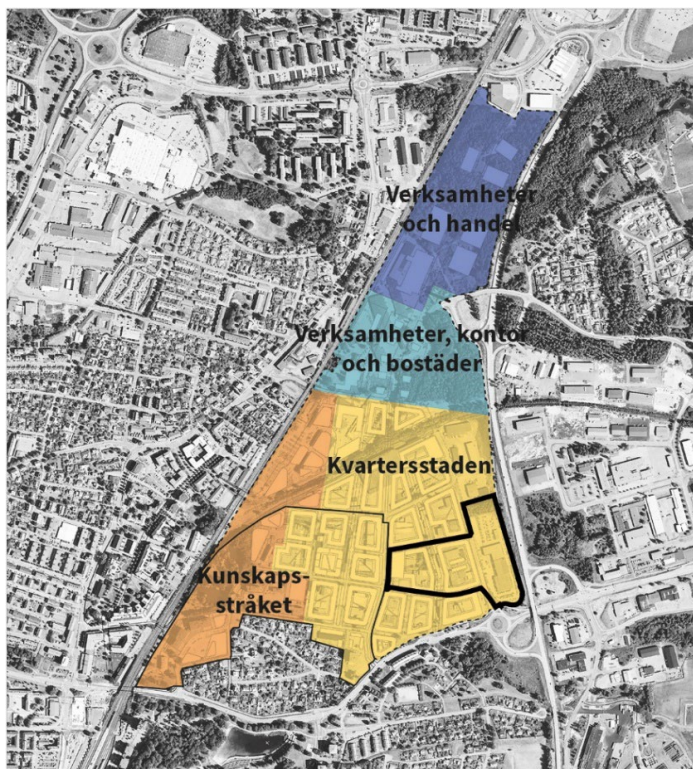 Verksamheter
och handel
Verksamheter, kontor
och bostäder
Kvartersstaden
Kunskaps-
stråket